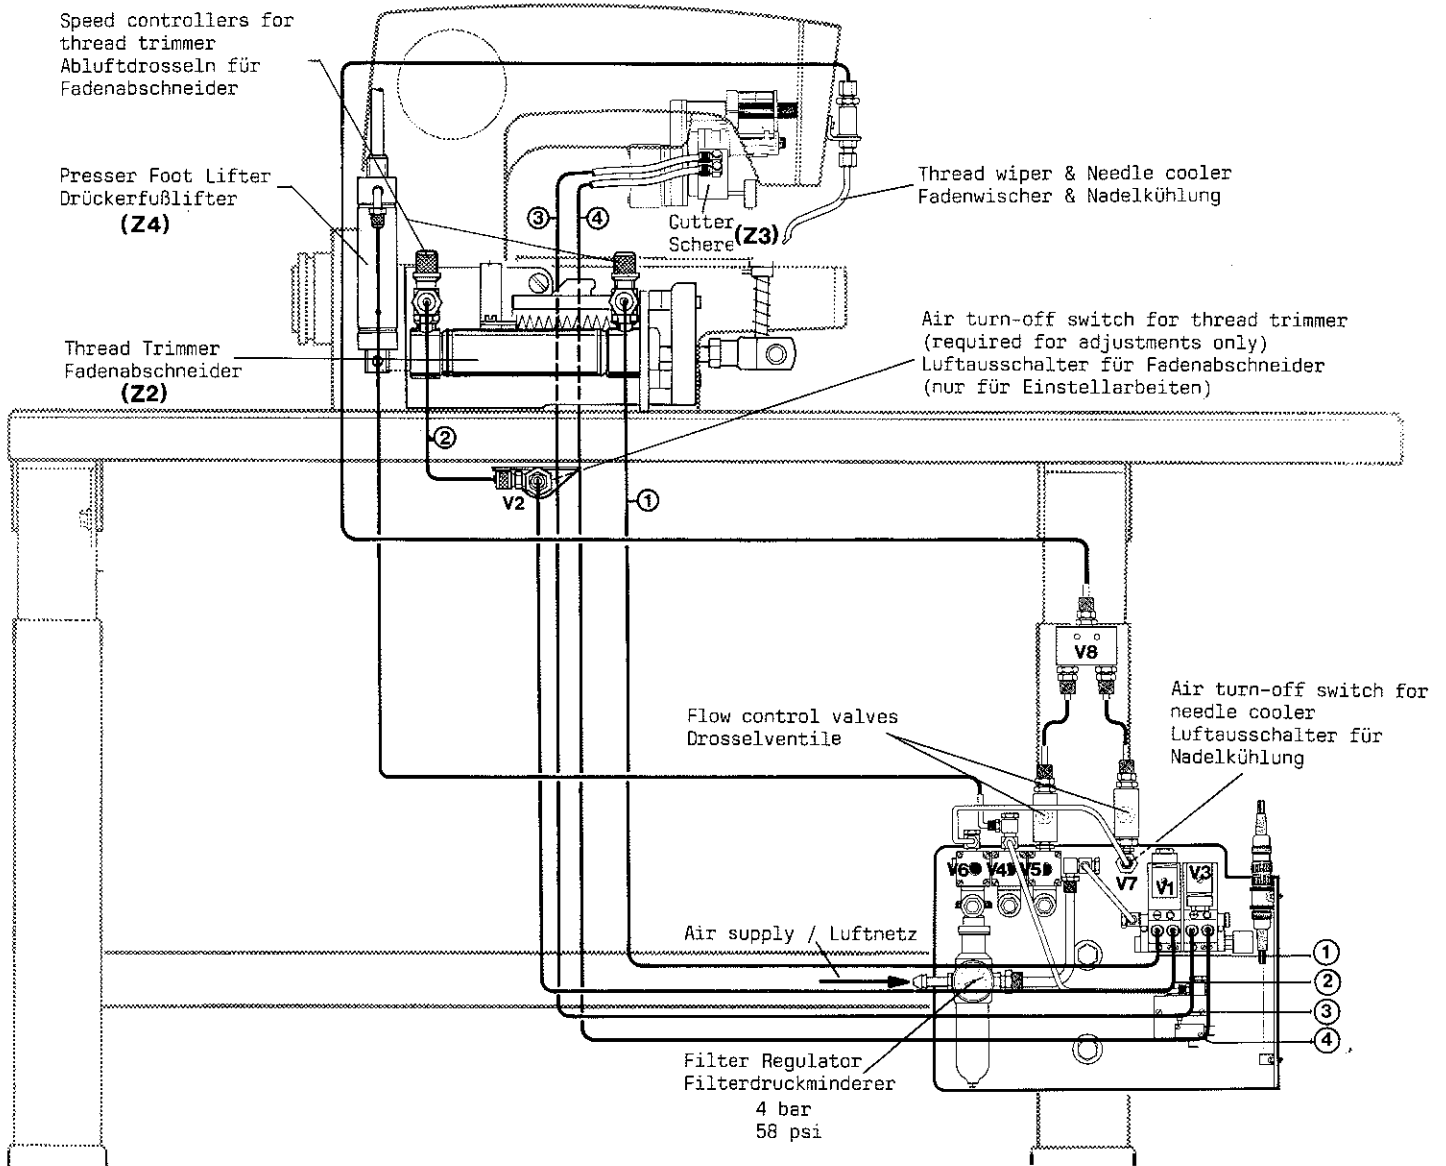 Speed controllers for
thread trimmer
Abluftdrosseln für
Fadenabschneider
Presser Foot Lifter
Drückerfußlifter
(Z4)
Thread wiper & Needle cooler
Fadenwischer & Nadelkühlung
3
4
Cutter
Schere (Z3)
Air turn-off switch for thread trimmer
(required for adjustments only)
Luftausschalter für Fadenabschneider
(nur für Einstellarbeiten)
Thread Trimmer
Fadenabschneider
(Z2)
2
V2
1
V8
Air turn-off switch for
needle cooler
Luftausschalter für
Nadelkühlung
Flow control valves
Drosselventile
V6
V4
V5
V7
V1
V3
Air supply / Luftnetz
1
2
3
4
Filter Regulator
Filterdruckminderer
4 bar
58 psi